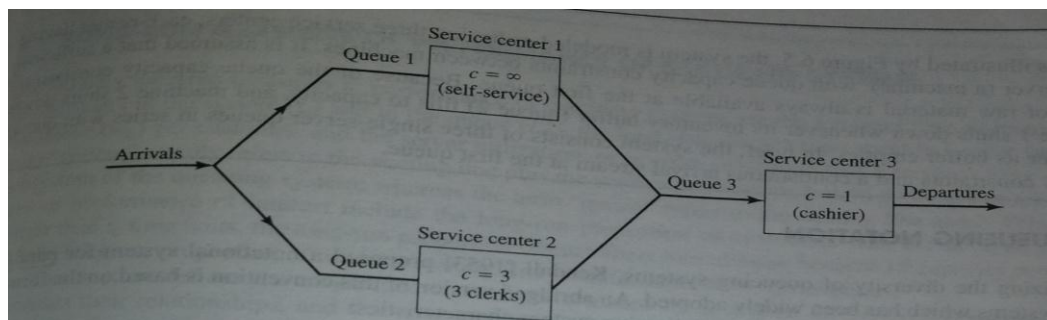 Service center 1
Queue 1
c = ∞
(self-service)
Arrivals
Service center 3
Queue 3
c = 1
(cashier)
Departures
Service center 2
Queue 2
c = 3
(3 clerks)